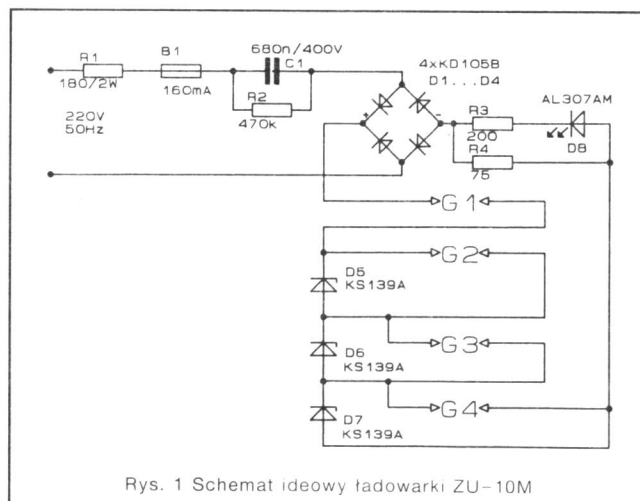 680n/400V
R1
B1
C1
4xKD105B
D1...D4
180/2W
160mA
R2
470k
220V
50Hz
+
-
R3
200
AL307AM
D8
R4
75
G1
G2
D5
KS139A
G3
D6
KS139A
G4
D7
KS139A
Rys. 1 Schemat ideowy ładowarki ZU-10M